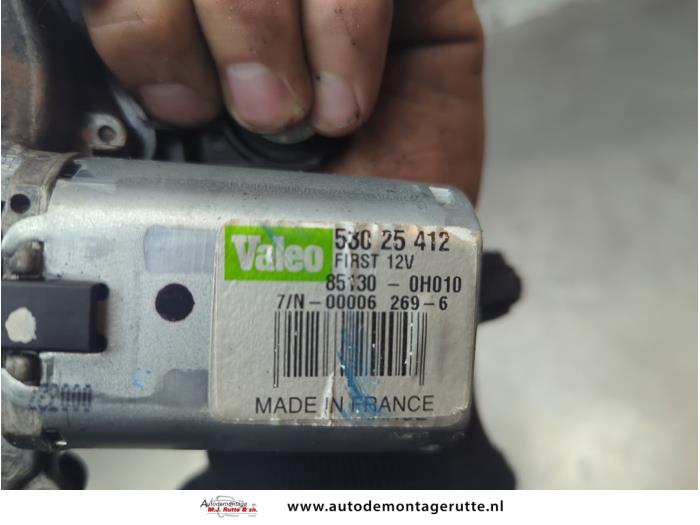 Valeo
530 25 412
FIRST 12V
85130 - 0H010
7/N-00006 269-6
MADE IN FRANCE
Autodemontage
M.J. Rutte & zn.
www.autodemontagerutte.nl